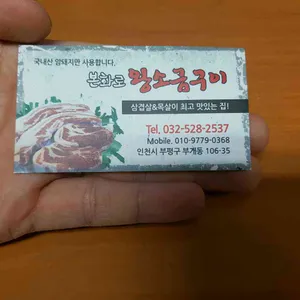 국내산 암돼지만 사용합니다.
본화로 왕소금구이
삼겹살&목살이 최고 맛있는 집!
Tel. 032-528-2537
Mobile. 010-9779-0368
인천시 부평구 부개동 106-35